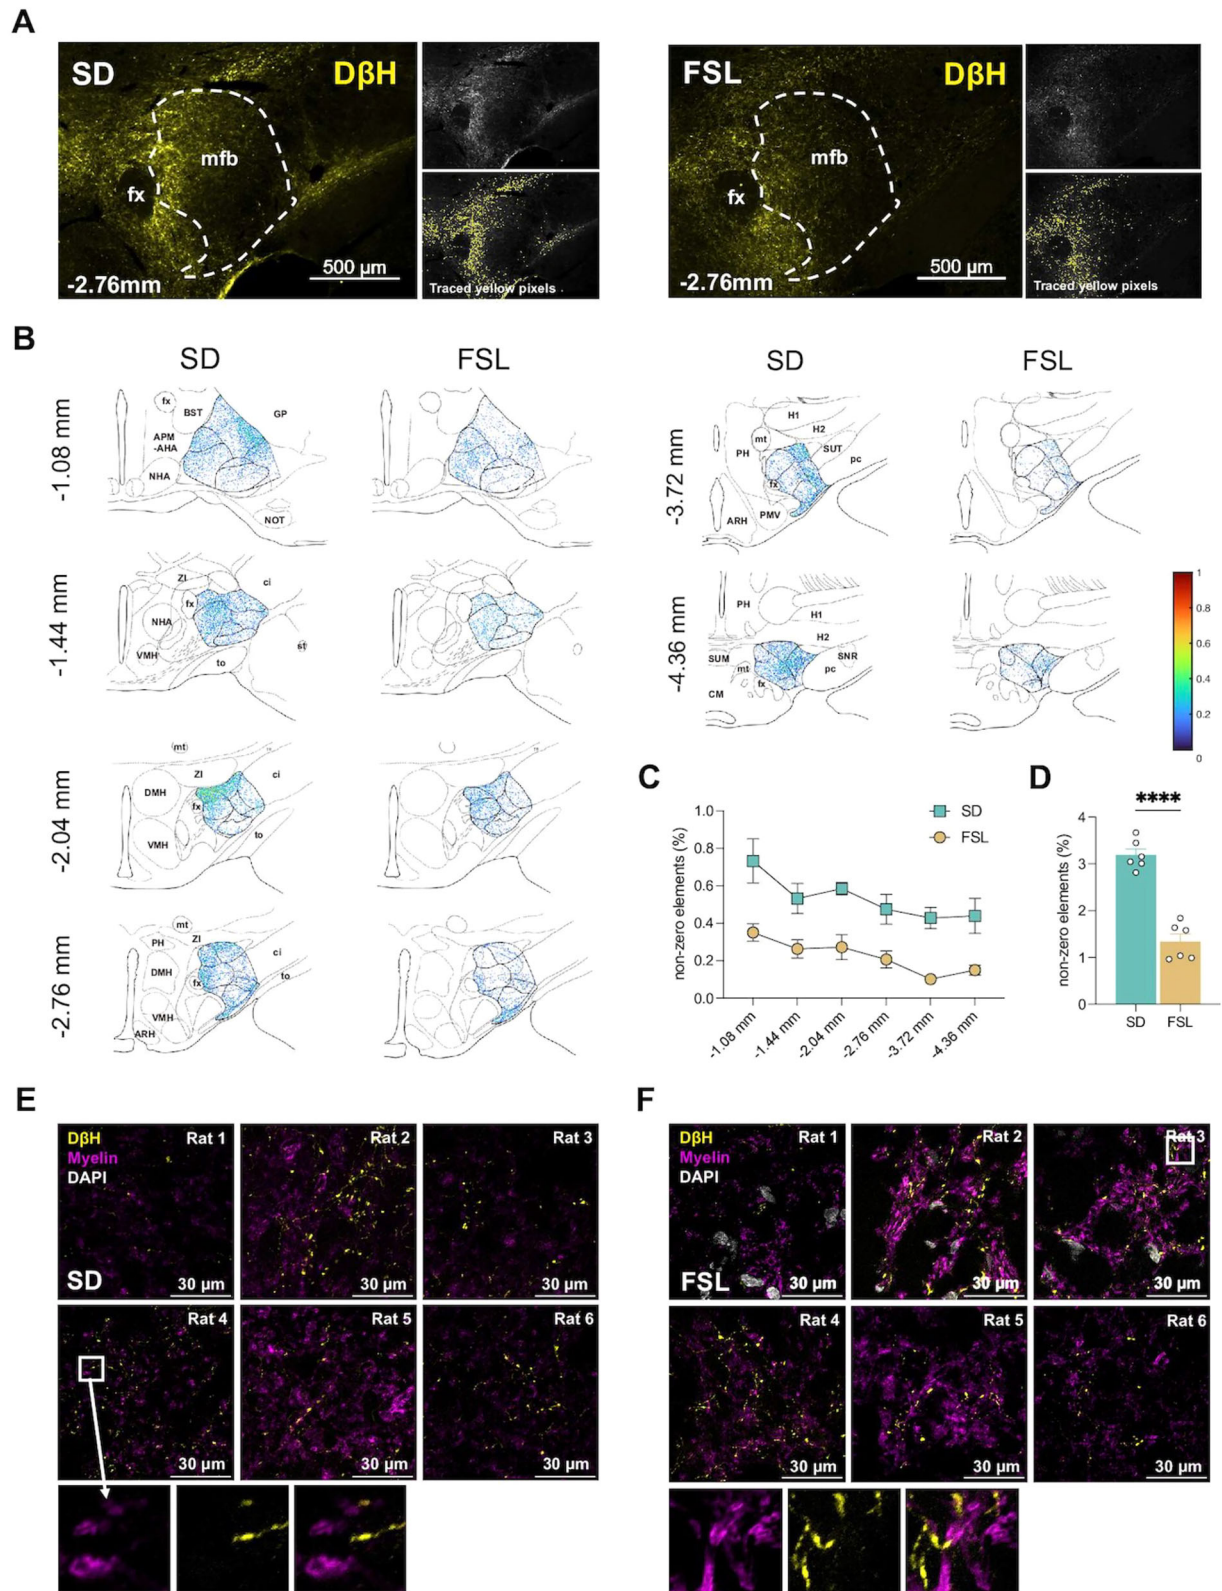 A
SD
DβH
mfb
fx
500 µm
-2.76mm
Traced yellow pixels
FSL
DβH
mfb
fx
500 µm
-2.76mm
Traced yellow pixels
B
SD
FSL
SD
FSL
-1.08 mm
fx
BST
GP
APM
-AHA
NHA
NOT
-1.44 mm
ZI
ci
fx
NHA
VMH
to
st
-2.04 mm
mt
ZI
ci
DMH
fx
to
VMH
-2.76 mm
mt
PH
ZI
ci
DMH
fx
to
VMH
ARH
-3.72 mm
H1
H2
mt
PH
SUT
pc
fx
PMV
ARH
-4.36 mm
PH
H1
H2
SUM
SNR
mt
pc
fx
CM
1
0.8
0.6
0.4
0.2
0
C
non-zero elements (%)
1.0
0.8
0.6
0.4
0.2
0.0
SD
FSL
-1.08 mm
-1.44 mm
-2.04 mm
-2.76 mm
-3.72 mm
-4.36 mm
D
****
non-zero elements (%)
4
3
2
1
0
SD
FSL
E
DβH
Myelin
DAPI
Rat 1
Rat 2
Rat 3
SD
30 µm
30 µm
30 µm
Rat 4
Rat 5
Rat 6
30 µm
30 µm
30 µm
F
DβH
Myelin
DAPI
Rat 1
Rat 2
Rat 3
FSL
30 µm
30 µm
30 µm
Rat 4
Rat 5
Rat 6
30 µm
30 µm
30 µm